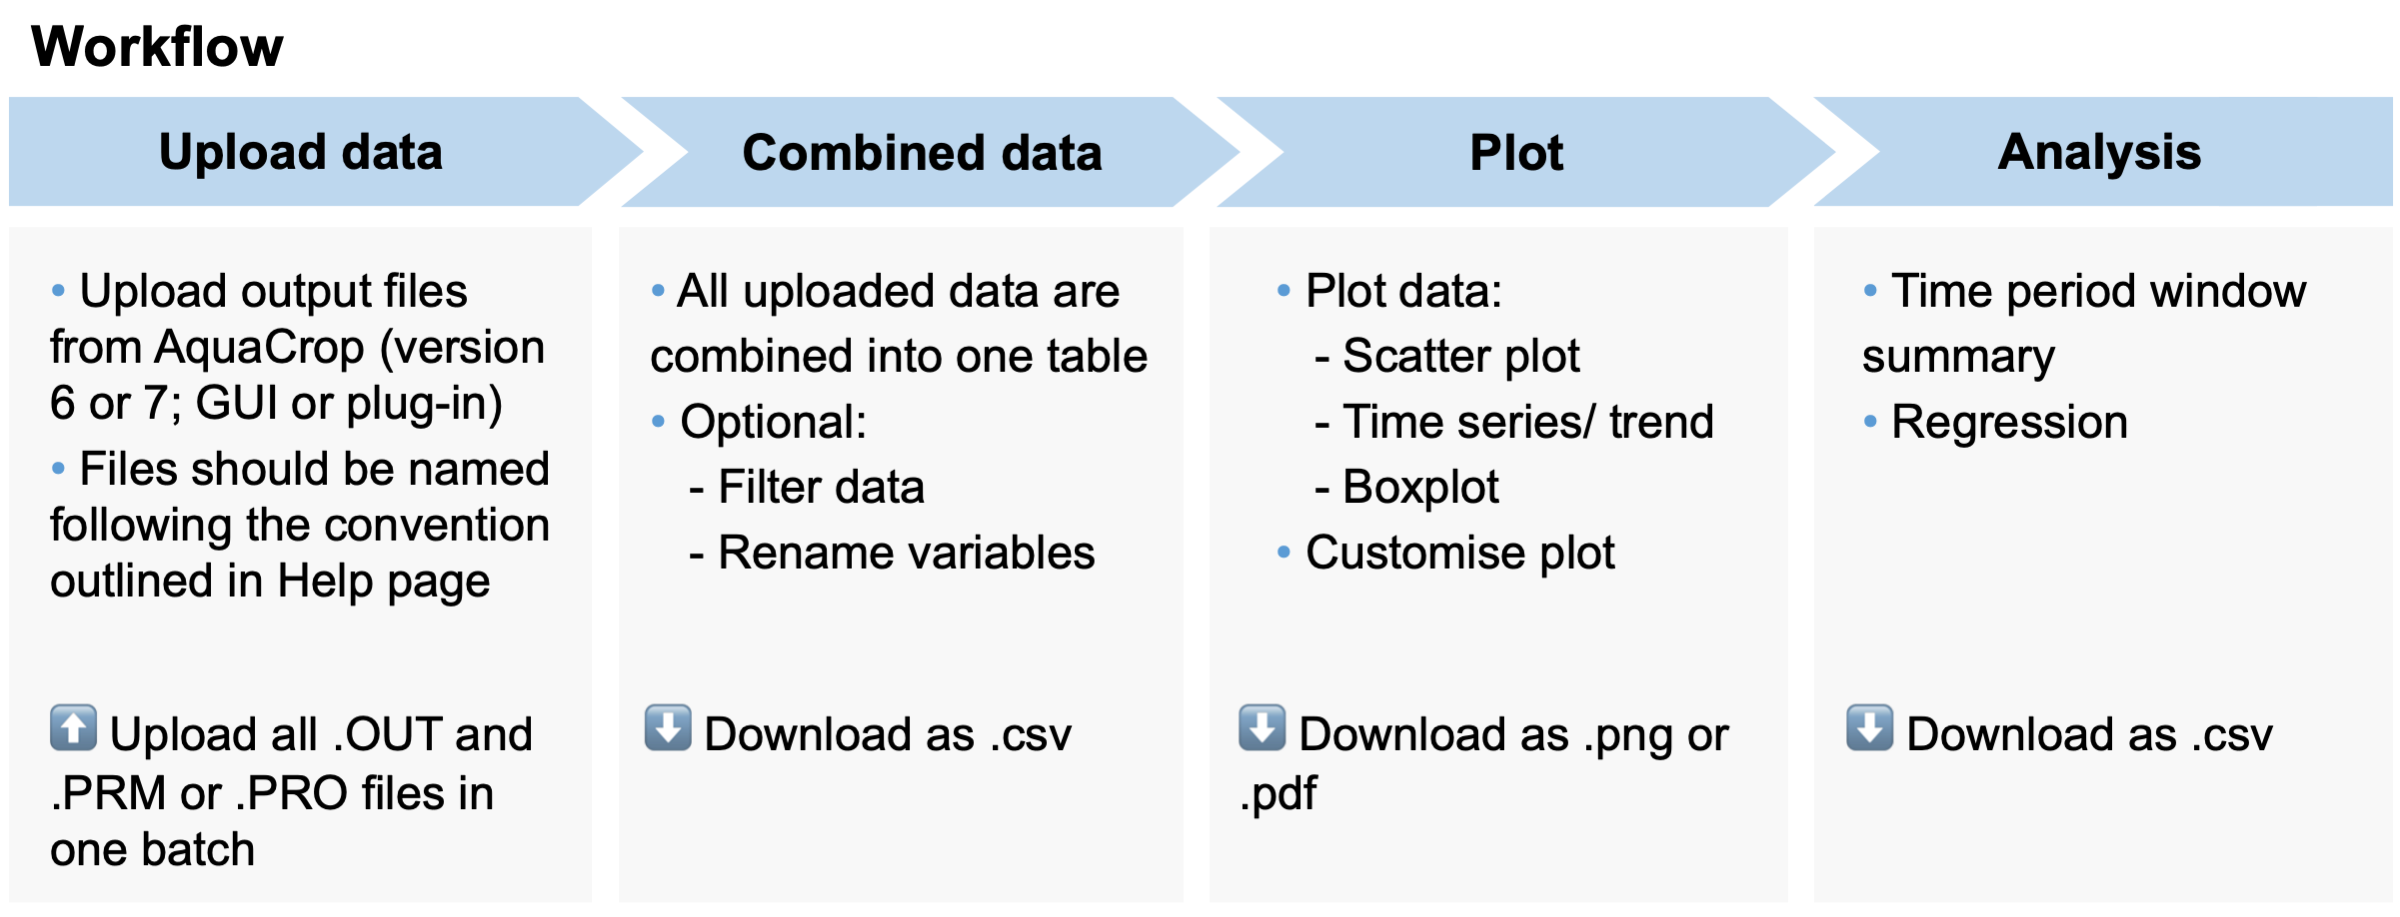 Workflow
Upload data
Combined data
Plot
Analysis
• Upload output files
from AquaCrop (version
6 or 7; GUI or plug-in)
• Files should be named
following the convention
outlined in Help page
Upload all .OUT and
.PRM or .PRO files in
one batch
• All uploaded data are
combined into one table
• Optional:
- Filter data
- Rename variables
Download as .csv
• Plot data:
- Scatter plot
- Time series/ trend
- Boxplot
• Customise plot
Download as .png or
.pdf
• Time period window
summary
• Regression
Download as .csv